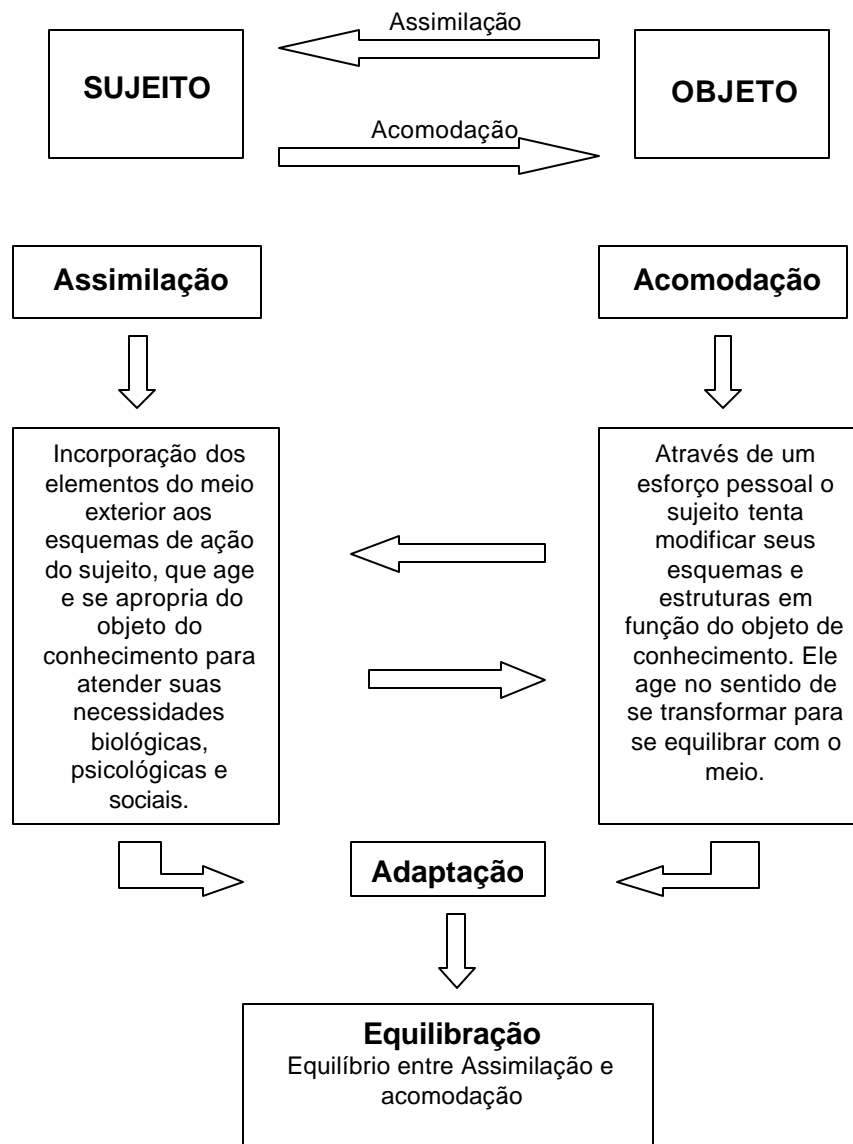 Assimilação
SUJEITO
OBJETO
Acomodação
Assimilação
Acomodação
Incorporação dos
elementos do meio
exterior aos
esquemas de ação
do sujeito, que age
e se apropria do
objeto do
conhecimento para
atender suas
necessidades
biológicas,
psicológicas e
sociais.
Através de um
esforço pessoal o
sujeito tenta
modificar seus
esquemas e
estruturas em
função do objeto de
conhecimento. Ele
age no sentido de
se transformar para
se equilibrar com o
meio.
Adaptação
Equilibração
Equilíbrio entre Assimilação e
acomodação